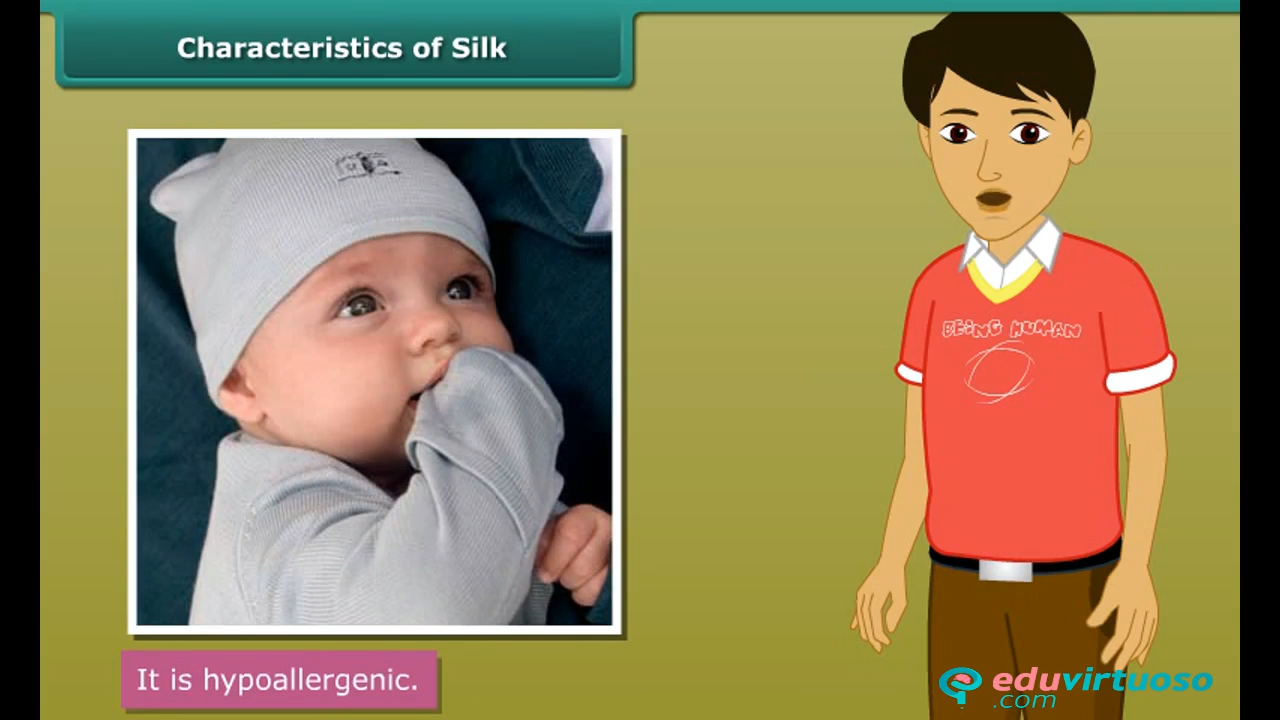 Characteristics of Silk
BEING HUMAN
It is hypoallergenic.
eduvirtuoso
.com